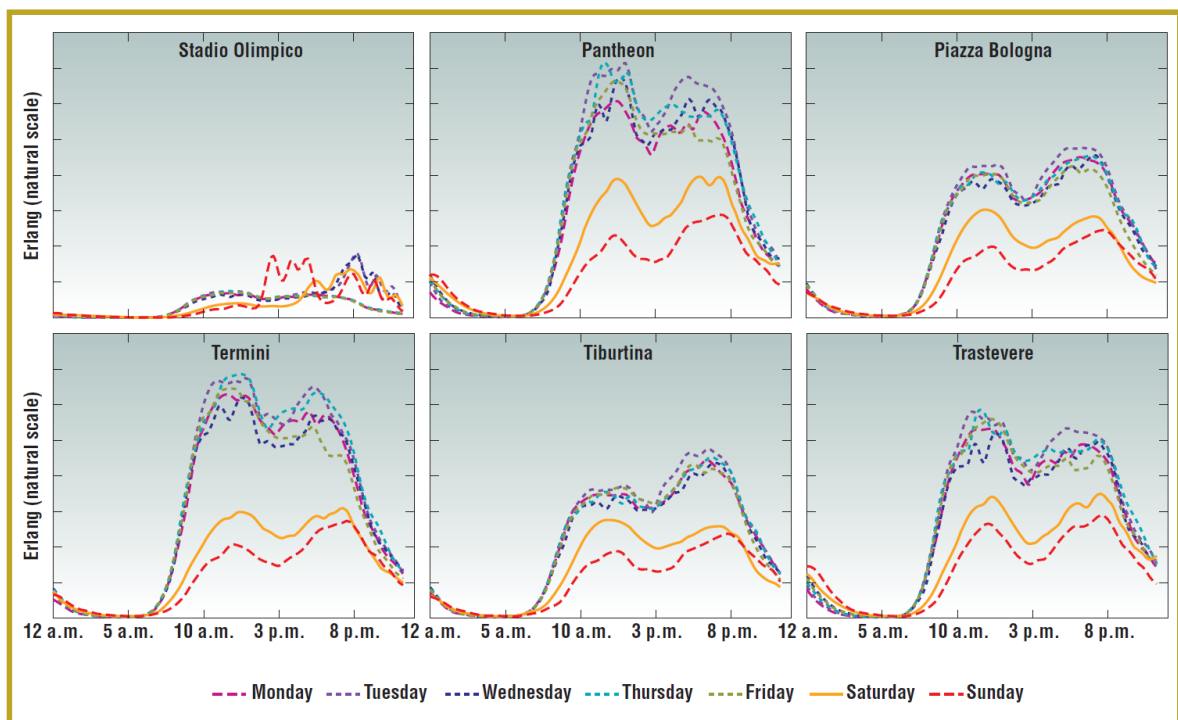 Stadio Olimpico
Pantheon
Piazza Bologna
Erlang (natural scale)
Termini
Tiburtina
Trastevere
Erlang (natural scale)
12 a.m. 5 a.m. 10 a.m. 3 p.m. 8 p.m. 12 a.m. 5 a.m. 10 a.m. 3 p.m. 8 p.m. 12 a.m. 5 a.m. 10 a.m. 3 p.m. 8 p.m.
Monday Tuesday Wednesday Thursday Friday Saturday Sunday